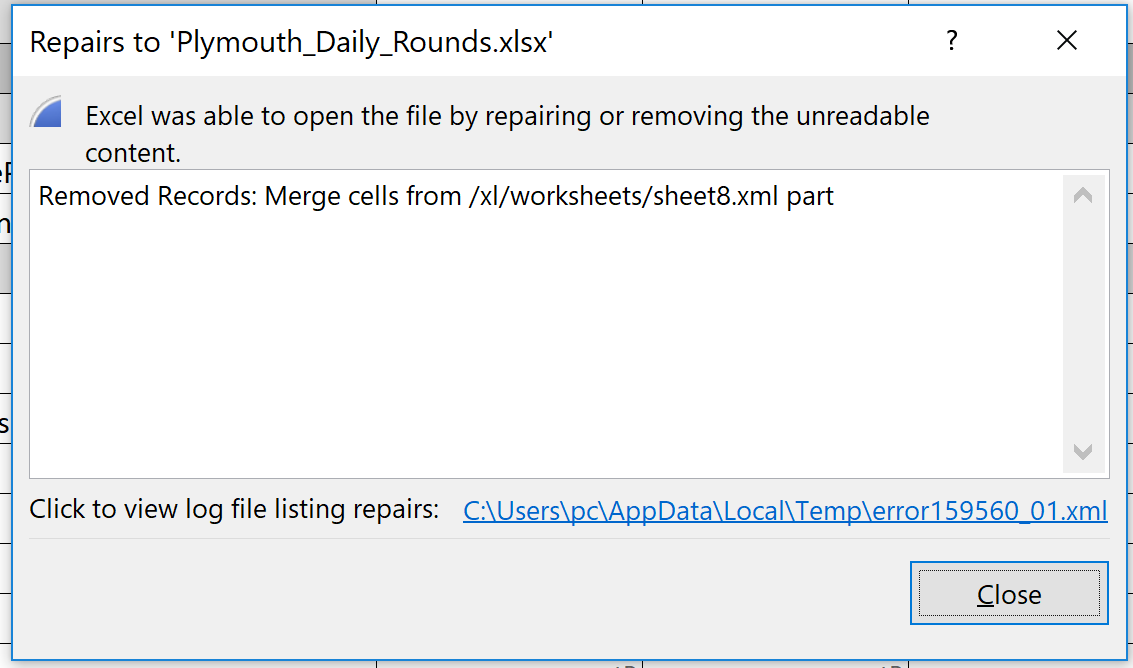 Repairs to 'Plymouth_Daily_Rounds.xlsx'
?
Excel was able to open the file by repairing or removing the unreadable
content.
Removed Records: Merge cells from /xl/worksheets/sheet8.xml part
Click to view log file listing repairs: C:\Users\pc\AppData\Local\Temp\error159560_01.xml
Close